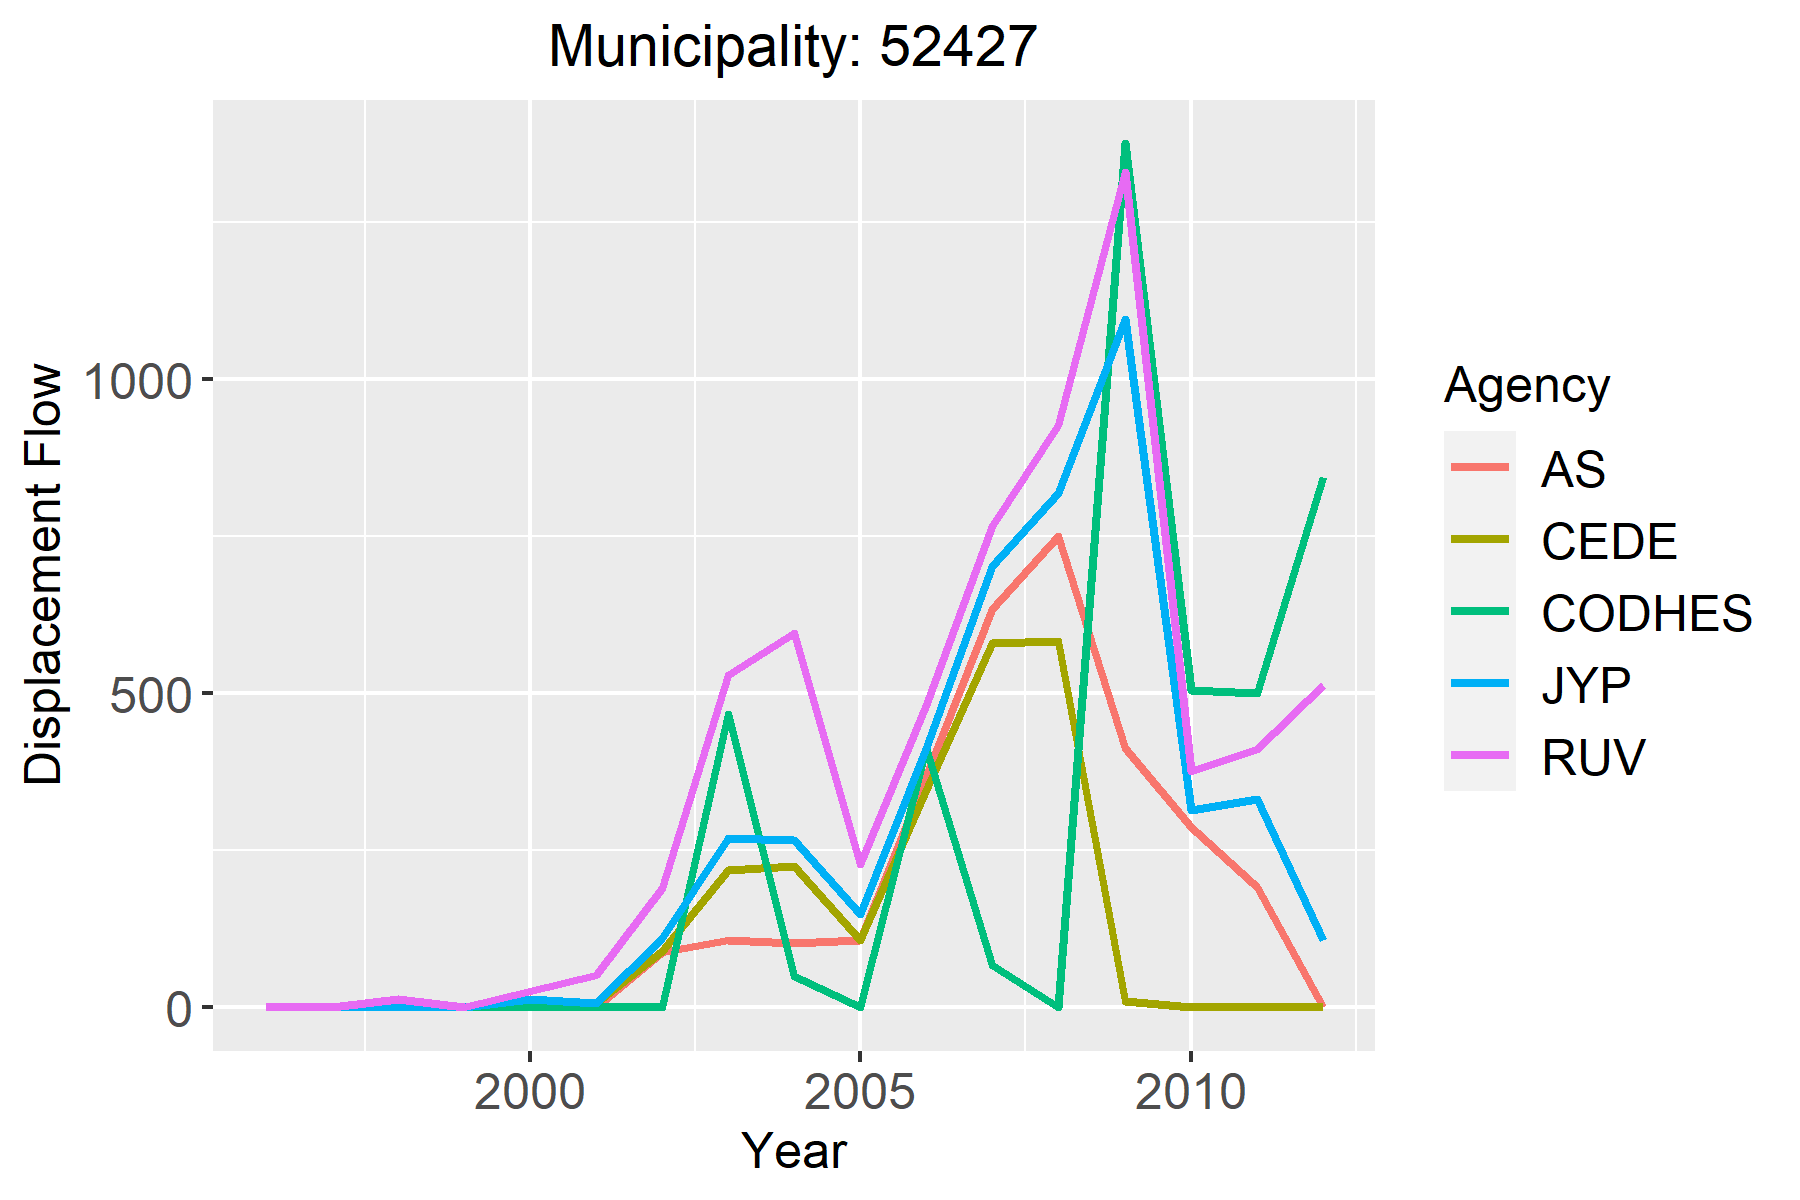 Municipality: 52427
Displacement Flow
1000
500
0
2000
2005
2010
Year
Agency
AS
CEDE
CODHES
JYP
RUV